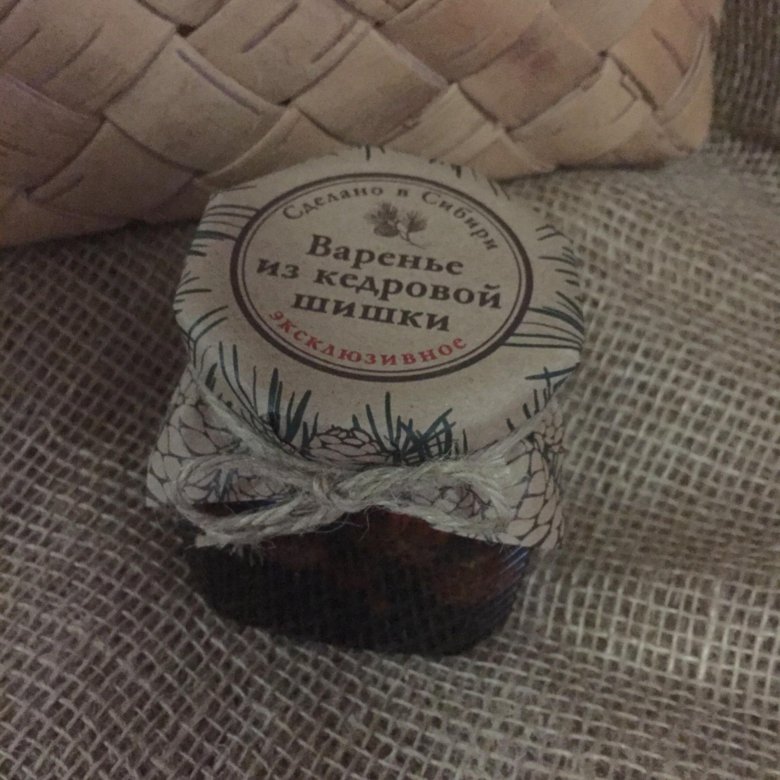 Сделано в Сибири
Варенье
из кедровой
шишки
эксклюзивное